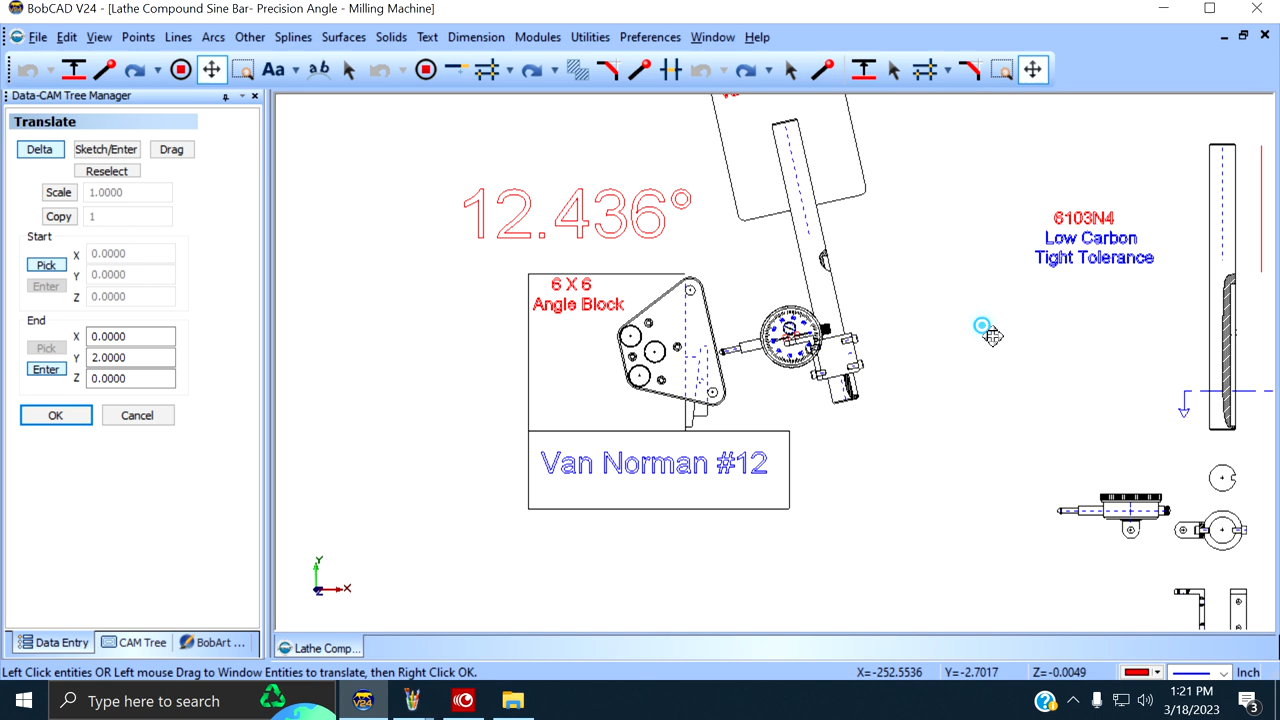 BobCAD V24 - [Lathe Compound Sine Bar- Precision Angle - Milling Machine]
File Edit View Points Lines Arcs Other Splines Surfaces Solids Text Dimension Modules Utilities Preferences Window Help
Aa ab
Data-CAM Tree Manager
Translate
Delta Sketch/Enter Drag
Reselect
Scale 1.0000
Copy 1
Start
Pick X 0.0000
Y 0.0000
Enter Z 0.0000
End
X 0.0000
Pick Y 2.0000
Enter Z 0.0000
OK Cancel
12.436°
6 X 6
Angle Block
Van Norman #12
6103N4
Low Carbon
Tight Tolerance
Y
Z X
Data Entry CAM Tree BobArt ...
Lathe Comp...
Left Click entities OR Left mouse Drag to Window Entities to translate, then Right Click OK.
X=-252.5536 Y=-2.7017 Z=-0.0049 Inch
Type here to search
V24
1:21 PM
3/18/2023
3